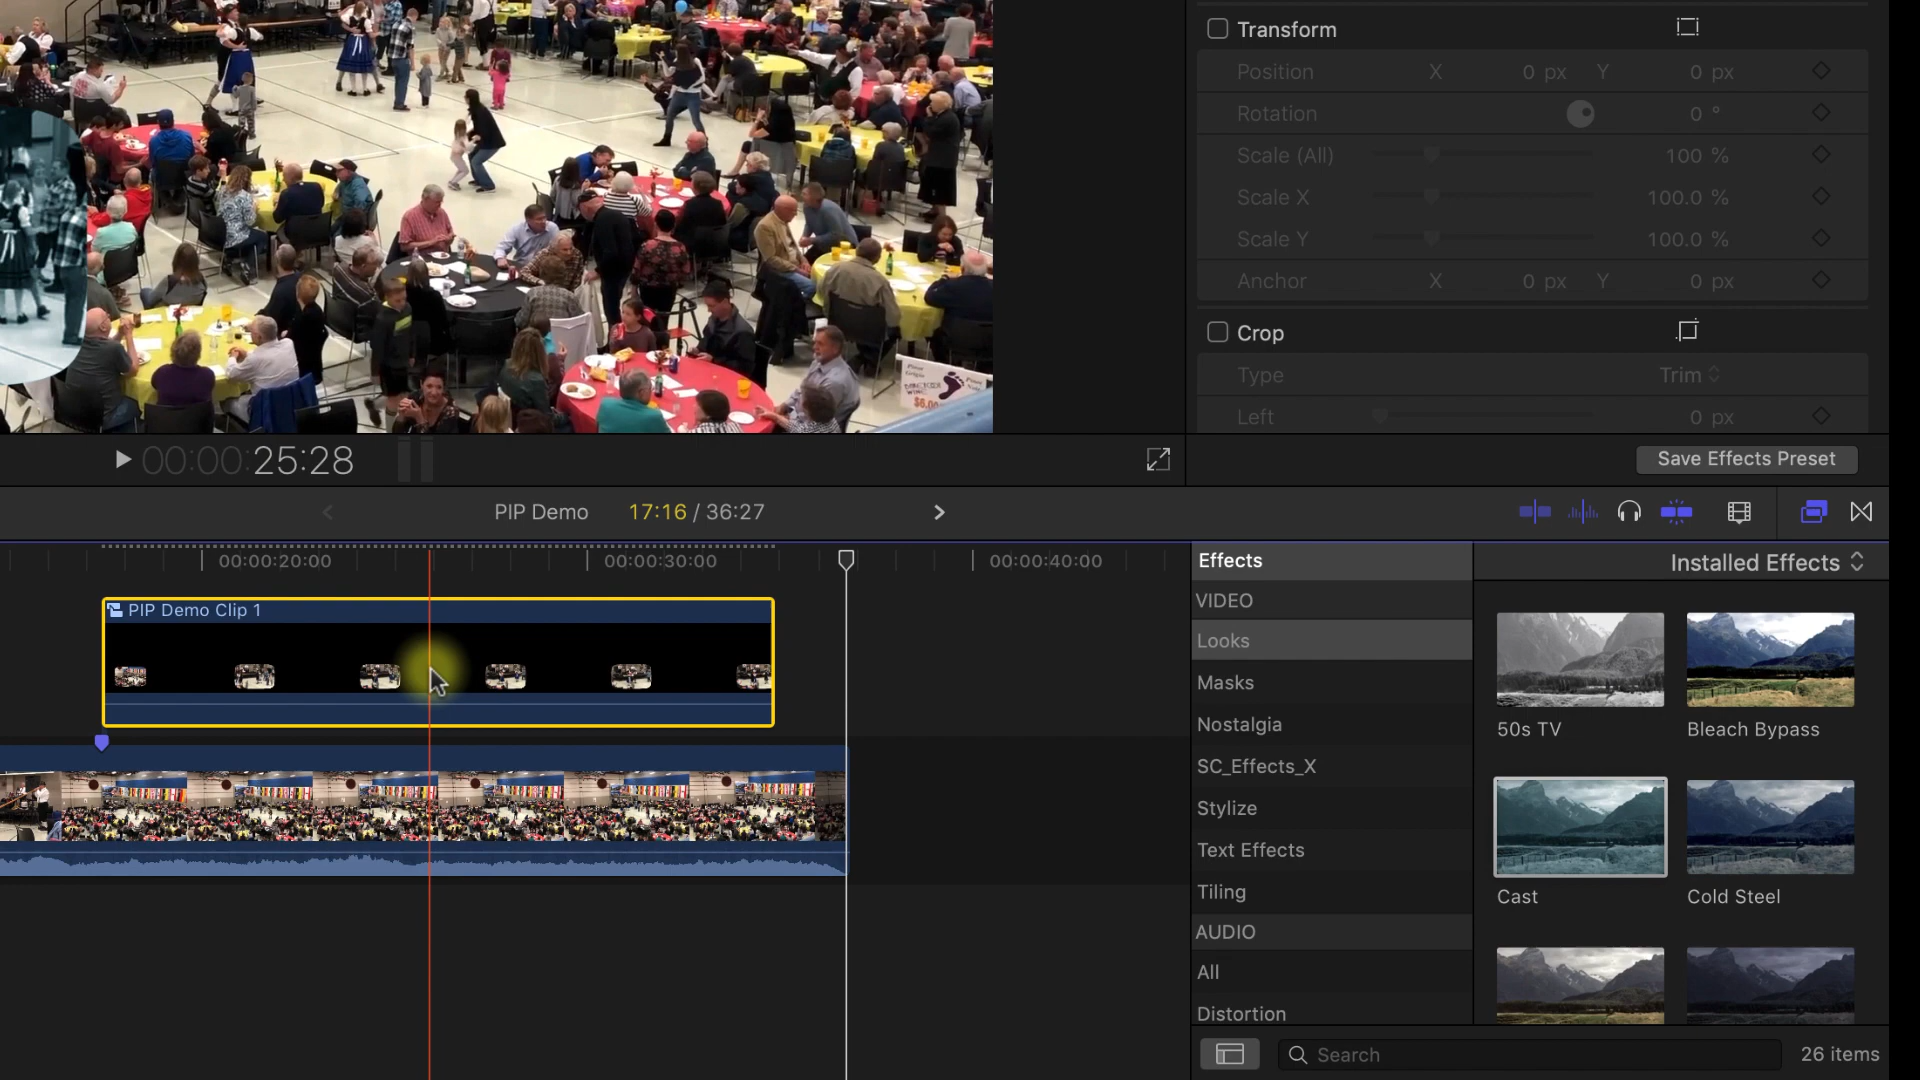 Transform
Position X 0 px Y 0 px
Rotation 0 °
Scale (All) 100 %
Scale X 100.0 %
Scale Y 100.0 %
Anchor X 0 px Y 0 px
Crop
Type Trim
Left 0 px
$6.00
00:00:25:28
Save Effects Preset
PIP Demo 17:16 / 36:27
00:00:20:00 00:00:30:00 00:00:40:00
PIP Demo Clip 1
Effects
Installed Effects
VIDEO
Looks
Masks
Nostalgia
SC_Effects_X
Stylize
Text Effects
Tiling
AUDIO
All
Distortion
50s TV
Bleach Bypass
Cast
Cold Steel
Search
26 items